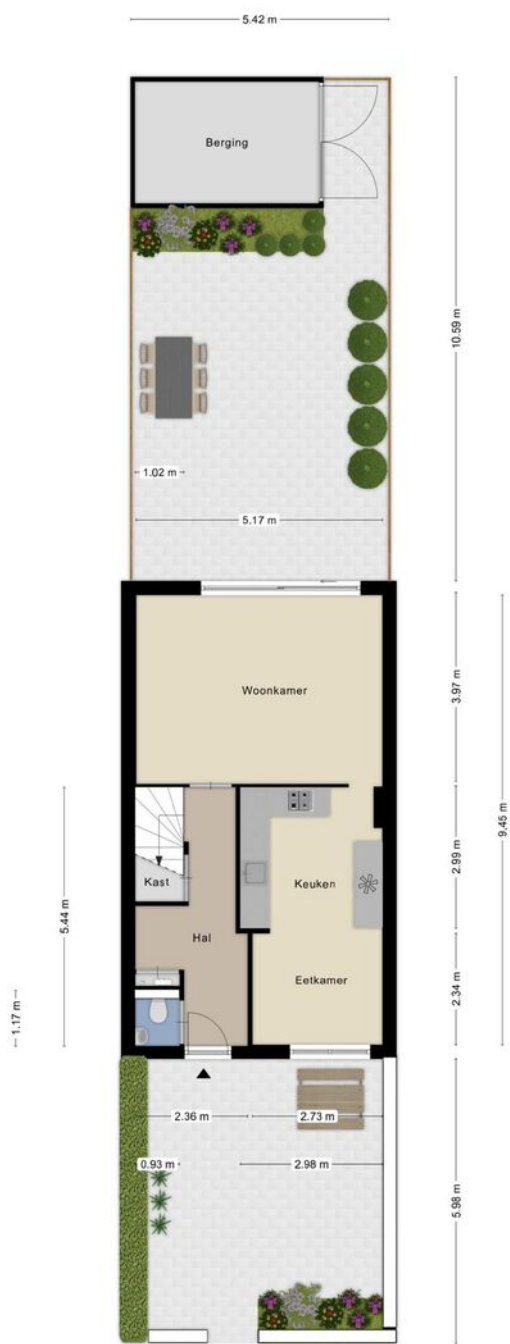 5.42 m
Berging
10.59 m
1.02 m
5.17 m
Woonkamer
3.97 m
9.45 m
Kast
Keuken
2.99 m
5.44 m
Hal
Eetkamer
2.34 m
1.17 m
2.36 m
2.73 m
0.93 m
2.98 m
5.98 m